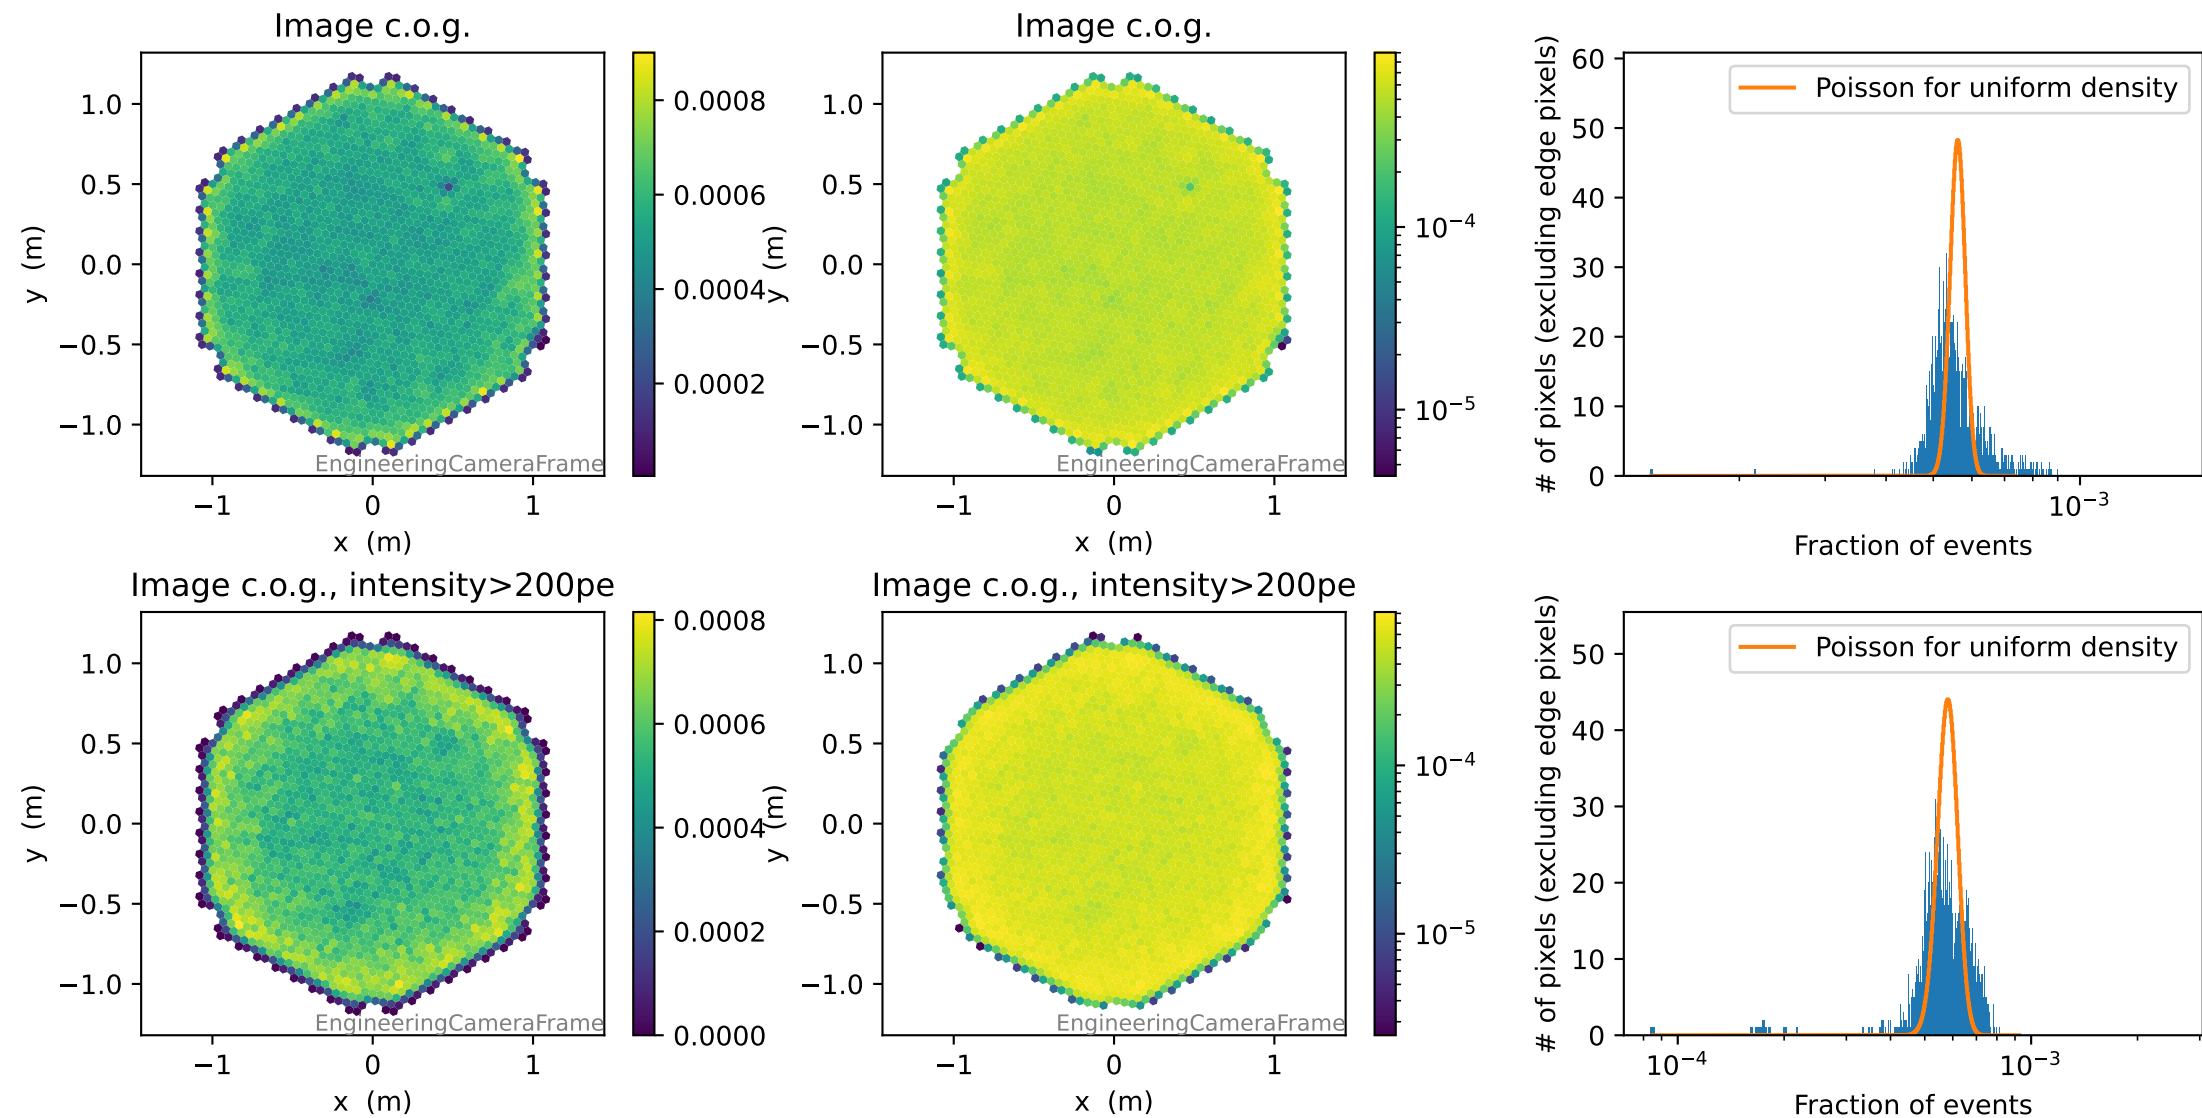 Image c.o.g.
1.0
0.5
0.0
−0.5
−1.0
y (m)
−1
0
1
x (m)
EngineeringCameraFrame
0.0008
0.0006
0.0004
0.0002
Image c.o.g.
1.0
0.5
0.0
−0.5
−1.0
y (m)
−1
0
1
x (m)
EngineeringCameraFrame
10⁻⁴
10⁻⁵
60
50
40
30
20
10
0
# of pixels (excluding edge pixels)
Poisson for uniform density
10⁻³
Fraction of events
Image c.o.g., intensity>200pe
1.0
0.5
0.0
−0.5
−1.0
y (m)
−1
0
1
x (m)
EngineeringCameraFrame
0.0008
0.0006
0.0004
0.0002
0.0000
Image c.o.g., intensity>200pe
1.0
0.5
0.0
−0.5
−1.0
y (m)
−1
0
1
x (m)
EngineeringCameraFrame
10⁻⁴
10⁻⁵
50
40
30
20
10
0
# of pixels (excluding edge pixels)
Poisson for uniform density
10⁻⁴
10⁻³
Fraction of events